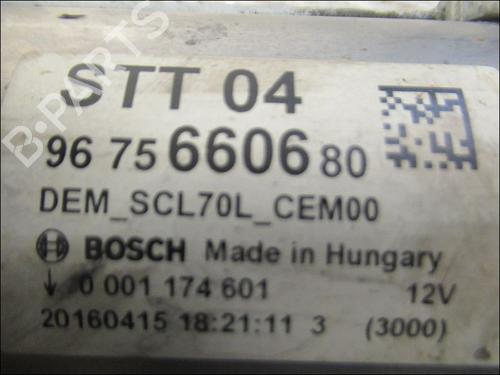 STT 04
96 75 6606 80
DEM_SCL70L_CEM00
BOSCH Made in Hungary
0 001 174 601 12V
20160415 18:21:11 3 (3000)
B-PARTS